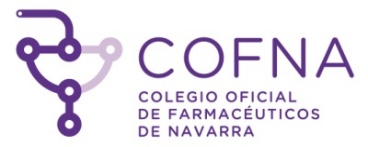 COFNA
COLEGIO OFICIAL
DE FARMACÉUTICOS
DE NAVARRA